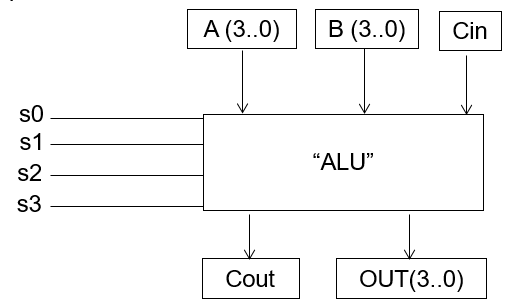 A (3..0)
B (3..0)
Cin
s0
s1
s2
s3
“ALU”
Cout
OUT(3..0)